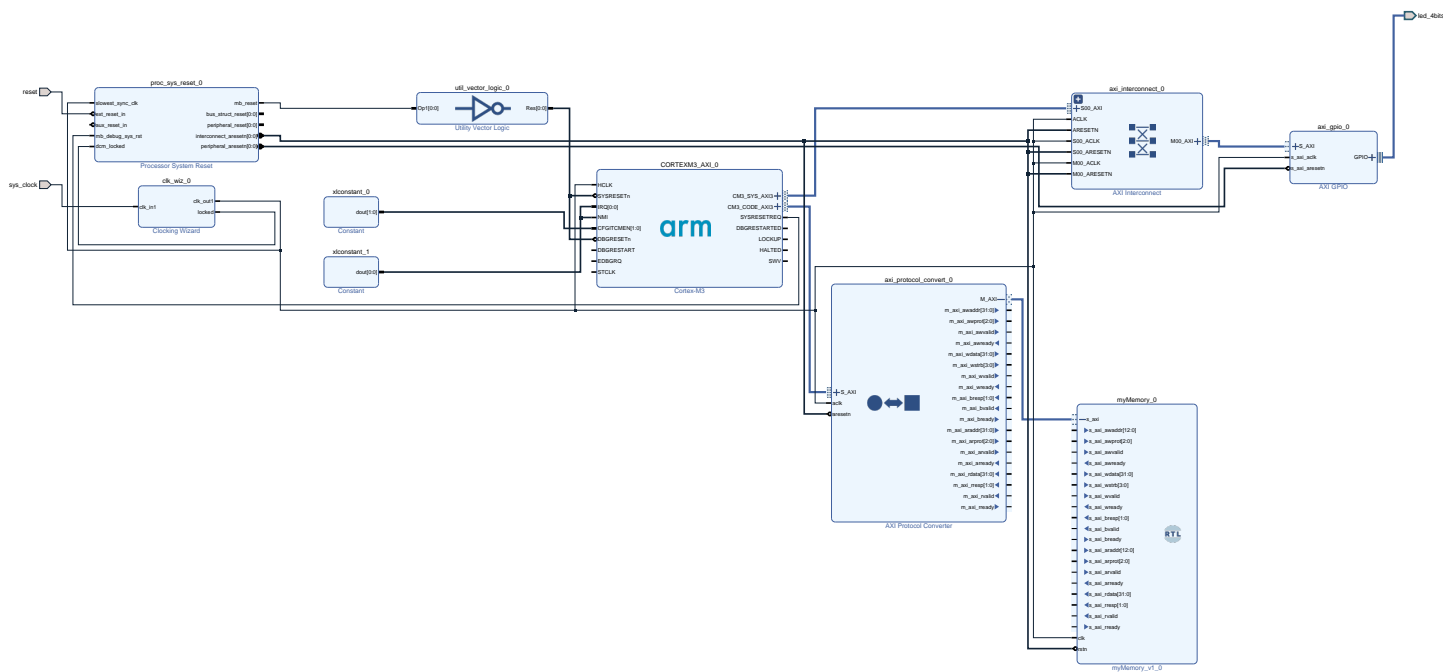 led_4bits
reset
proc_sys_reset_0
slowest_sync_clk
ext_reset_in
aux_reset_in
mb_debug_sys_rst
dcm_locked
mb_reset
bus_struct_reset[0:0]
peripheral_reset[0:0]
interconnect_aresetn[0:0]
peripheral_aresetn[0:0]
Processor System Reset
sys_clock
clk_wiz_0
clk_in1
clk_out1
locked
Clocking Wizard
util_vector_logic_0
Op1[0:0]
Res[0:0]
Utility Vector Logic
xlconstant_0
dout[1:0]
Constant
xlconstant_1
dout[0:0]
Constant
CORTEXM3_AXI_0
HCLK
SYSRESETn
IRQ[0:0]
NMI
CFGITCMEN[1:0]
DBGRESETn
DBGRESTART
EDBGRQ
STCLK
arm
CM3_SYS_AXI3
CM3_CODE_AXI3
SYSRESETREQ
DBGRESTARTED
LOCKUP
HALTED
SWV
Cortex-M3
axi_interconnect_0
S00_AXI
ACLK
ARESETN
S00_ACLK
S00_ARESETN
M00_ACLK
M00_ARESETN
M00_AXI
AXI Interconnect
axi_gpio_0
S_AXI
s_axi_aclk
s_axi_aresetn
GPIO
AXI GPIO
axi_protocol_convert_0
S_AXI
aclk
aresetn
M_AXI
m_axi_awaddr[31:0]
m_axi_awprot[2:0]
m_axi_awvalid
m_axi_awready
m_axi_wdata[31:0]
m_axi_wstrb[3:0]
m_axi_wvalid
m_axi_wready
m_axi_bresp[1:0]
m_axi_bvalid
m_axi_bready
m_axi_araddr[31:0]
m_axi_arprot[2:0]
m_axi_arvalid
m_axi_arready
m_axi_rdata[31:0]
m_axi_rresp[1:0]
m_axi_rvalid
m_axi_rready
AXI Protocol Converter
myMemory_0
s_axi
s_axi_awaddr[12:0]
s_axi_awprot[2:0]
s_axi_awvalid
s_axi_awready
s_axi_wdata[31:0]
s_axi_wstrb[3:0]
s_axi_wvalid
s_axi_wready
s_axi_bresp[1:0]
s_axi_bvalid
s_axi_bready
s_axi_araddr[12:0]
s_axi_arprot[2:0]
s_axi_arvalid
s_axi_arready
s_axi_rdata[31:0]
s_axi_rresp[1:0]
s_axi_rvalid
s_axi_rready
clk
rstn
RTL
myMemory_v1_0